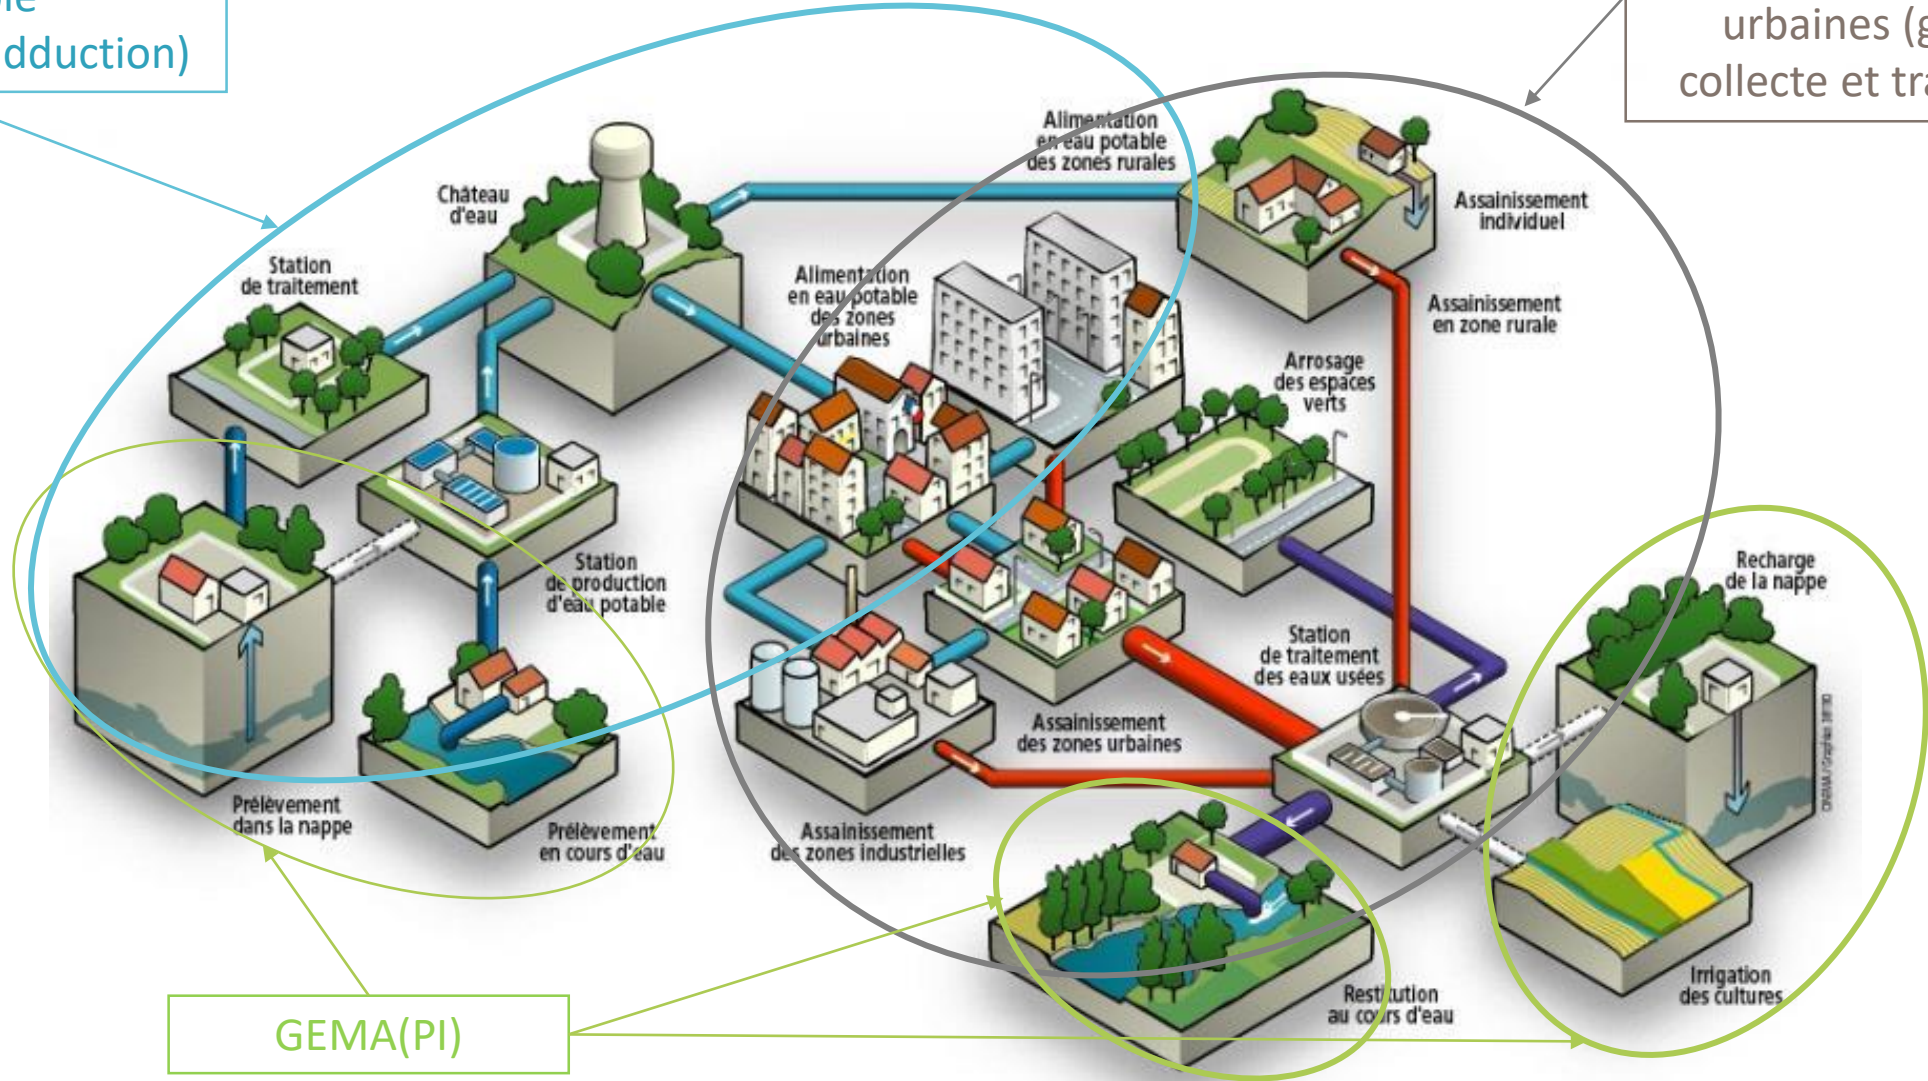 dduction)
urbaines (g
collecte et tra
Alimentation
en eau potable
des zones rurales
Château
d'eau
Assainissement
individuel
Station
de traitement
Alimentation
en eau potable
des zones
urbaines
Assainissement
en zone rurale
Arrosage
des espaces
verts
Station
de production
d'eau potable
Recharge
de la nappe
Station
de traitement
des eaux usées
Assainissement
des zones urbaines
Prélèvement
dans la nappe
Prélèvement
en cours d'eau
Assainissement
des zones industrielles
Restitution
au cours d'eau
Irrigation
des cultures
GEMA(PI)